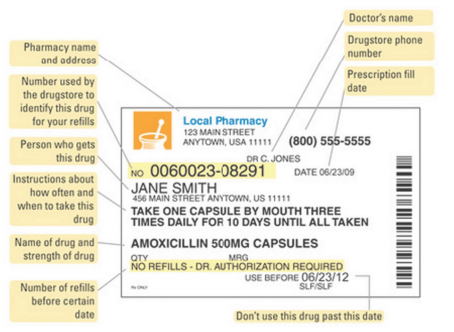 Doctor's name
Drugstore phone
number
Prescription fill
date
Pharmacy name
and address
Number used by
the drugstore to
identify this drug
for your refills
Person who gets
this drug
Instructions about
how often and
when to take this
drug
Name of drug and
strength of drug
Number of refills
before certain
date
Local Pharmacy
123 MAIN STREET
ANYTOWN, USA 11111
(800) 555-5555
DR C. JONES
NO 0060023-08291 DATE 06/23/09
JANE SMITH
456 MAIN STREET ANYTOWN, US 11111
TAKE ONE CAPSULE BY MOUTH THREE
TIMES DAILY FOR 10 DAYS UNTIL ALL TAKEN
AMOXICILLIN 500MG CAPSULES
QTY MRG
NO REFILLS - DR. AUTHORIZATION REQUIRED
USE BEFORE 06/23/12
Rx ONLY SLF/SLF
Don't use this drug past this date